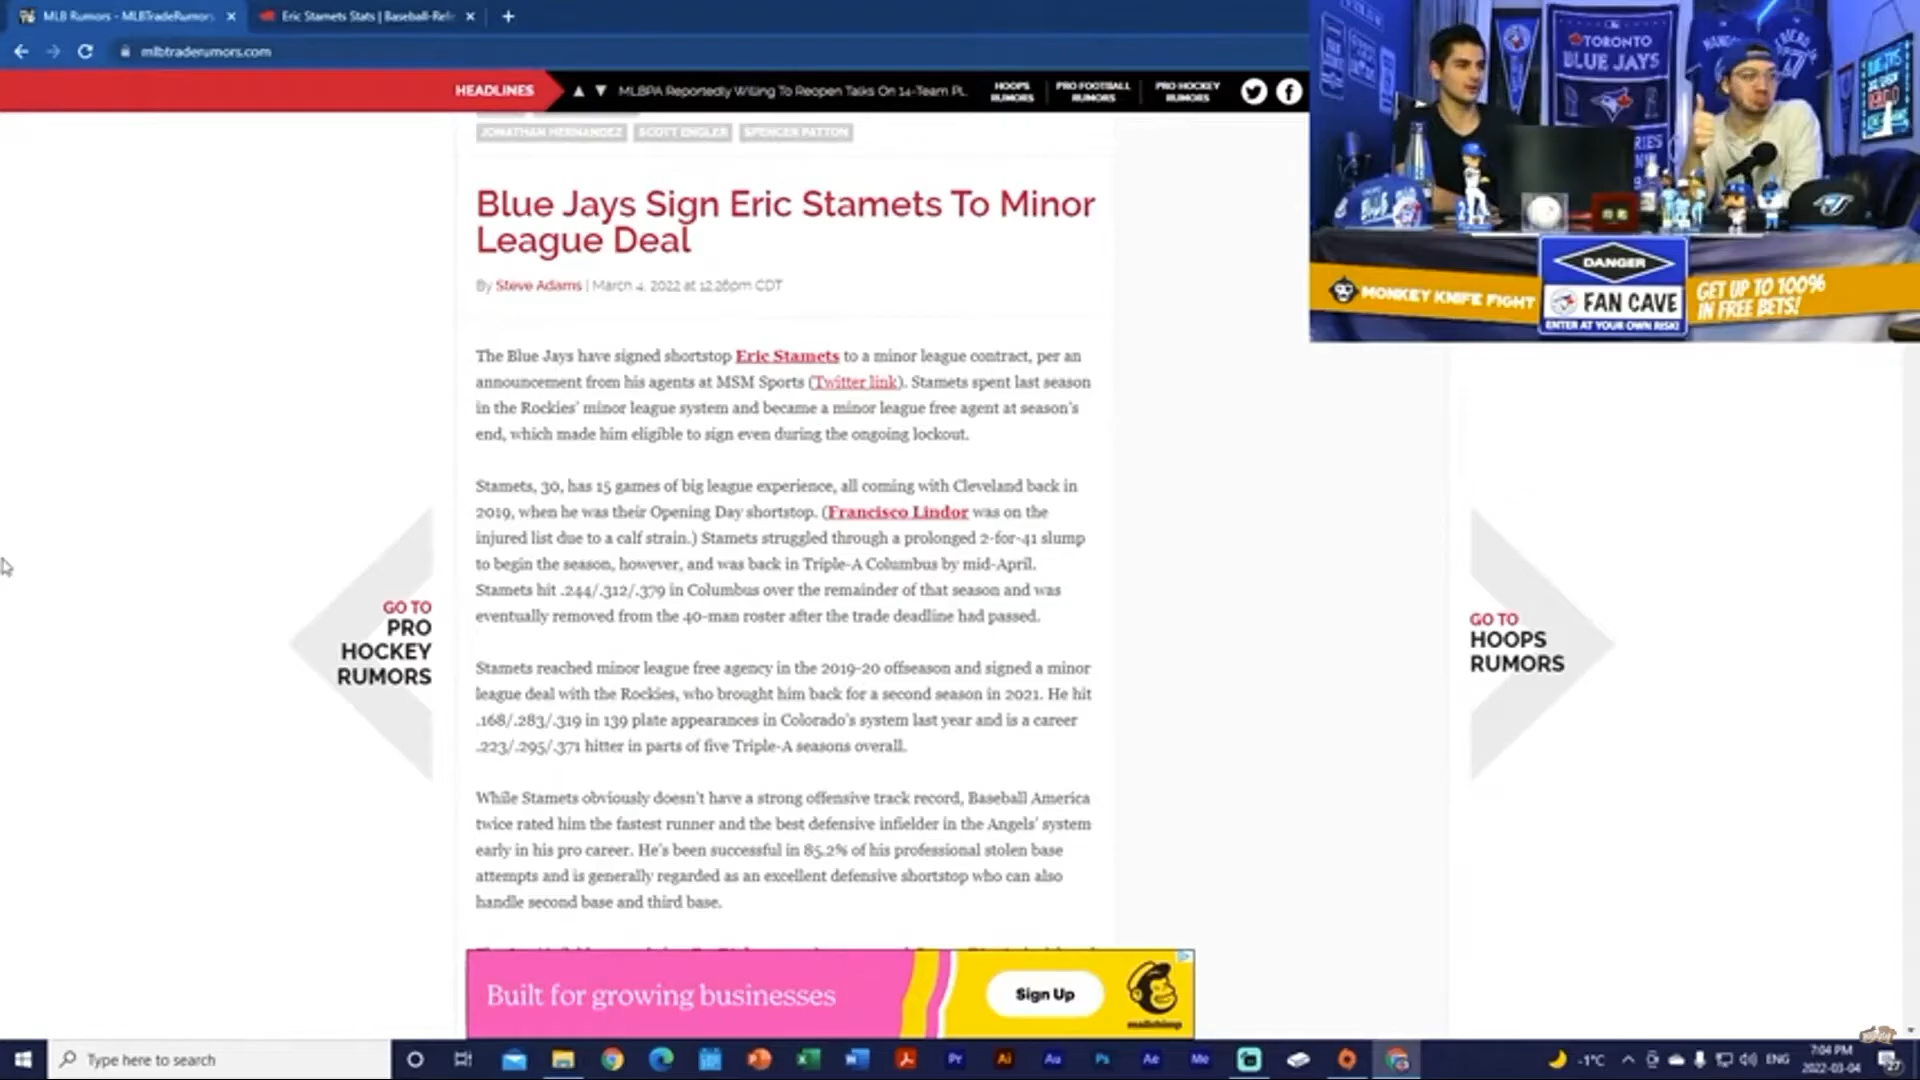 MLB Rumors - MLBTradeRumors
Eric Stamets Stats | Baseball-Refe
mlbtraderumors.com
HEADLINES
MLBPA Reportedly Willing To Reopen Talks On 14-Team PL
HOOPS
RUMORS
PRO FOOTBALL
RUMORS
PRO HOCKEY
RUMORS
JONATHAN HERNANDEZ
SCOTT ENGLER
SPENCER PATTON
Blue Jays Sign Eric Stamets To Minor
League Deal
By Steve Adams | March 4, 2022 at 12:26pm CDT
The Blue Jays have signed shortstop Eric Stamets to a minor league contract, per an
announcement from his agents at MSM Sports (Twitter link). Stamets spent last season
in the Rockies' minor league system and became a minor league free agent at season's
end, which made him eligible to sign even during the ongoing lockout.
Stamets, 30, has 15 games of big league experience, all coming with Cleveland back in
2019, when he was their Opening Day shortstop. (Francisco Lindor was on the
injured list due to a calf strain.) Stamets struggled through a prolonged 2-for-41 slump
to begin the season, however, and was back in Triple-A Columbus by mid-April.
Stamets hit .244/.312/.379 in Columbus over the remainder of that season and was
eventually removed from the 40-man roster after the trade deadline had passed.
Stamets reached minor league free agency in the 2019-20 offseason and signed a minor
league deal with the Rockies, who brought him back for a second season in 2021. He hit
.168/.283/.319 in 139 plate appearances in Colorado's system last year and is a career
.223/.295/.371 hitter in parts of five Triple-A seasons overall.
While Stamets obviously doesn't have a strong offensive track record, Baseball America
twice rated him the fastest runner and the best defensive infielder in the Angels' system
early in his pro career. He's been successful in 85.2% of his professional stolen base
attempts and is generally regarded as an excellent defensive shortstop who can also
handle second base and third base.
GO TO
PRO
HOCKEY
RUMORS
GO TO
HOOPS
RUMORS
Built for growing businesses
Sign Up
mailchimp
TORONTO
BLUE JAYS
MONKEY KNIFE FIGHT
DANGER
FAN CAVE
ENTER AT YOUR OWN RISK!
GET UP TO 100%
IN FREE BETS!
Type here to search
Pr
Ai
Au
Ps
Ae
Me
-1°C
ENG
7:04 PM
2022-03-04
27